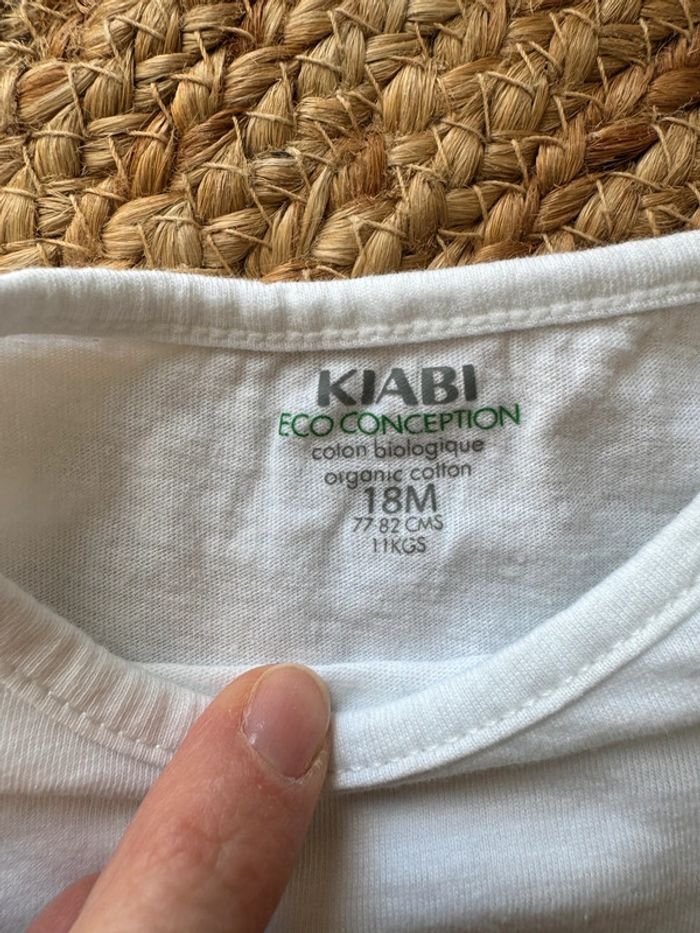 KIABI
ECO CONCEPTION
coton biologique
organic cotton
18M
77-82 CMS
11KGS